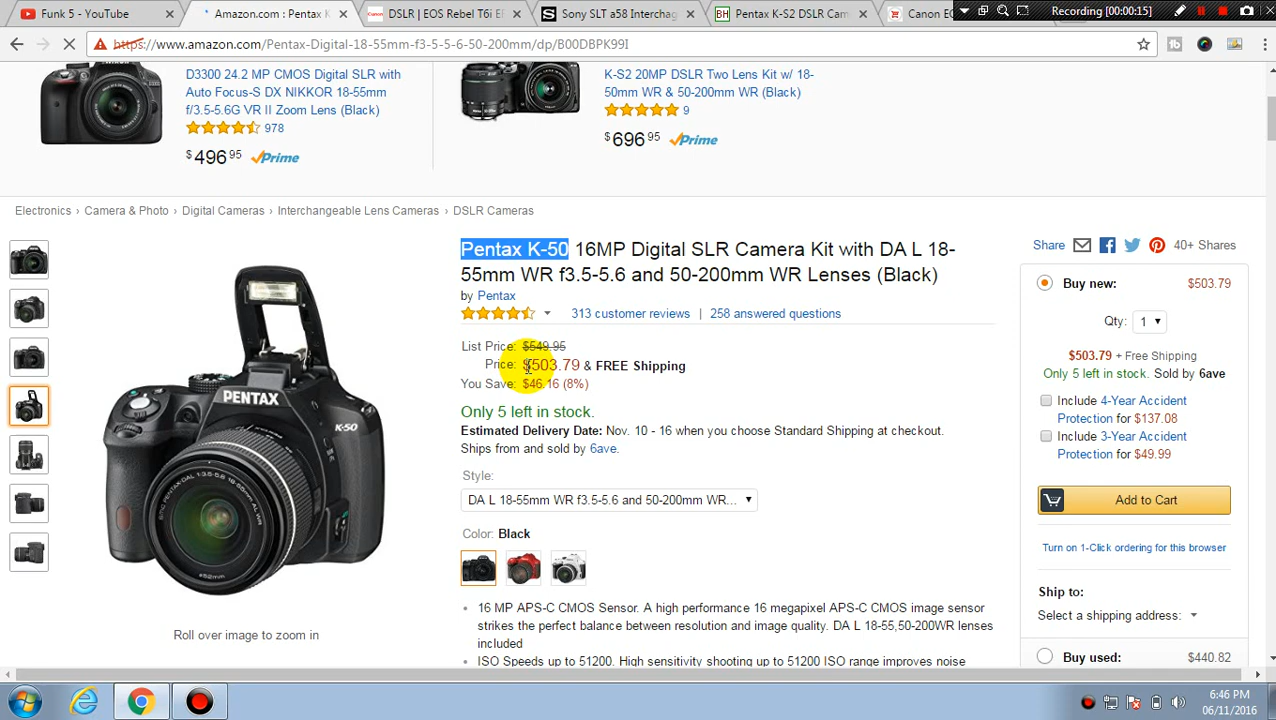 Funk 5 - YouTube
Amazon.com : Pentax K
DSLR | EOS Rebel T6i EF
Sony SLT a58 Interchang
Pentax K-S2 DSLR Cam
Canon EO
Recording [00:00:15]
https://www.amazon.com/Pentax-Digital-18-55mm-f3-5-5-6-50-200mm/dp/B00DBPK99I
D3300 24.2 MP CMOS Digital SLR with
Auto Focus-S DX NIKKOR 18-55mm
f/3.5-5.6G VR II Zoom Lens (Black)
978
$496 95 Prime
K-S2 20MP DSLR Two Lens Kit w/ 18-
50mm WR & 50-200mm WR (Black)
9
$696 95 Prime
Electronics › Camera & Photo › Digital Cameras › Interchangeable Lens Cameras › DSLR Cameras
PENTAX
K-50
Roll over image to zoom in
Pentax K-50 16MP Digital SLR Camera Kit with DA L 18-
55mm WR f3.5-5.6 and 50-200mm WR Lenses (Black)
by Pentax
313 customer reviews | 258 answered questions
List Price: $549.95
Price: $503.79 & FREE Shipping
You Save: $46.16 (8%)
Only 5 left in stock.
Estimated Delivery Date: Nov. 10 - 16 when you choose Standard Shipping at checkout.
Ships from and sold by 6ave.
Style:
DA L 18-55mm WR f3.5-5.6 and 50-200mm WR...
Color: Black
• 16 MP APS-C CMOS Sensor. A high performance 16 megapixel APS-C CMOS image sensor
strikes the perfect balance between resolution and image quality. DA L 18-55,50-200WR lenses
included
• ISO Speeds up to 51200. High sensitivity shooting up to 51200 ISO range improves noise
Share 40+ Shares
Buy new: $503.79
Qty: 1
$503.79 + Free Shipping
Only 5 left in stock. Sold by 6ave
Include 4-Year Accident
Protection for $137.08
Include 3-Year Accident
Protection for $49.99
Add to Cart
Turn on 1-Click ordering for this browser
Ship to:
Select a shipping address:
Buy used: $440.82
6:46 PM
06/11/2016